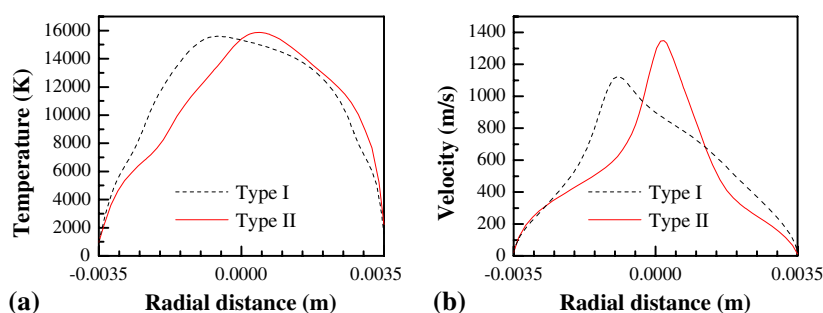 16000
14000
12000
10000
8000
6000
4000
2000
0
Temperature (K)
Type I
Type II
-0.0035
0.0000
0.0035
(a)
Radial distance (m)
1400
1200
1000
800
600
400
200
0
Velocity (m/s)
Type I
Type II
-0.0035
0.0000
0.0035
(b)
Radial distance (m)